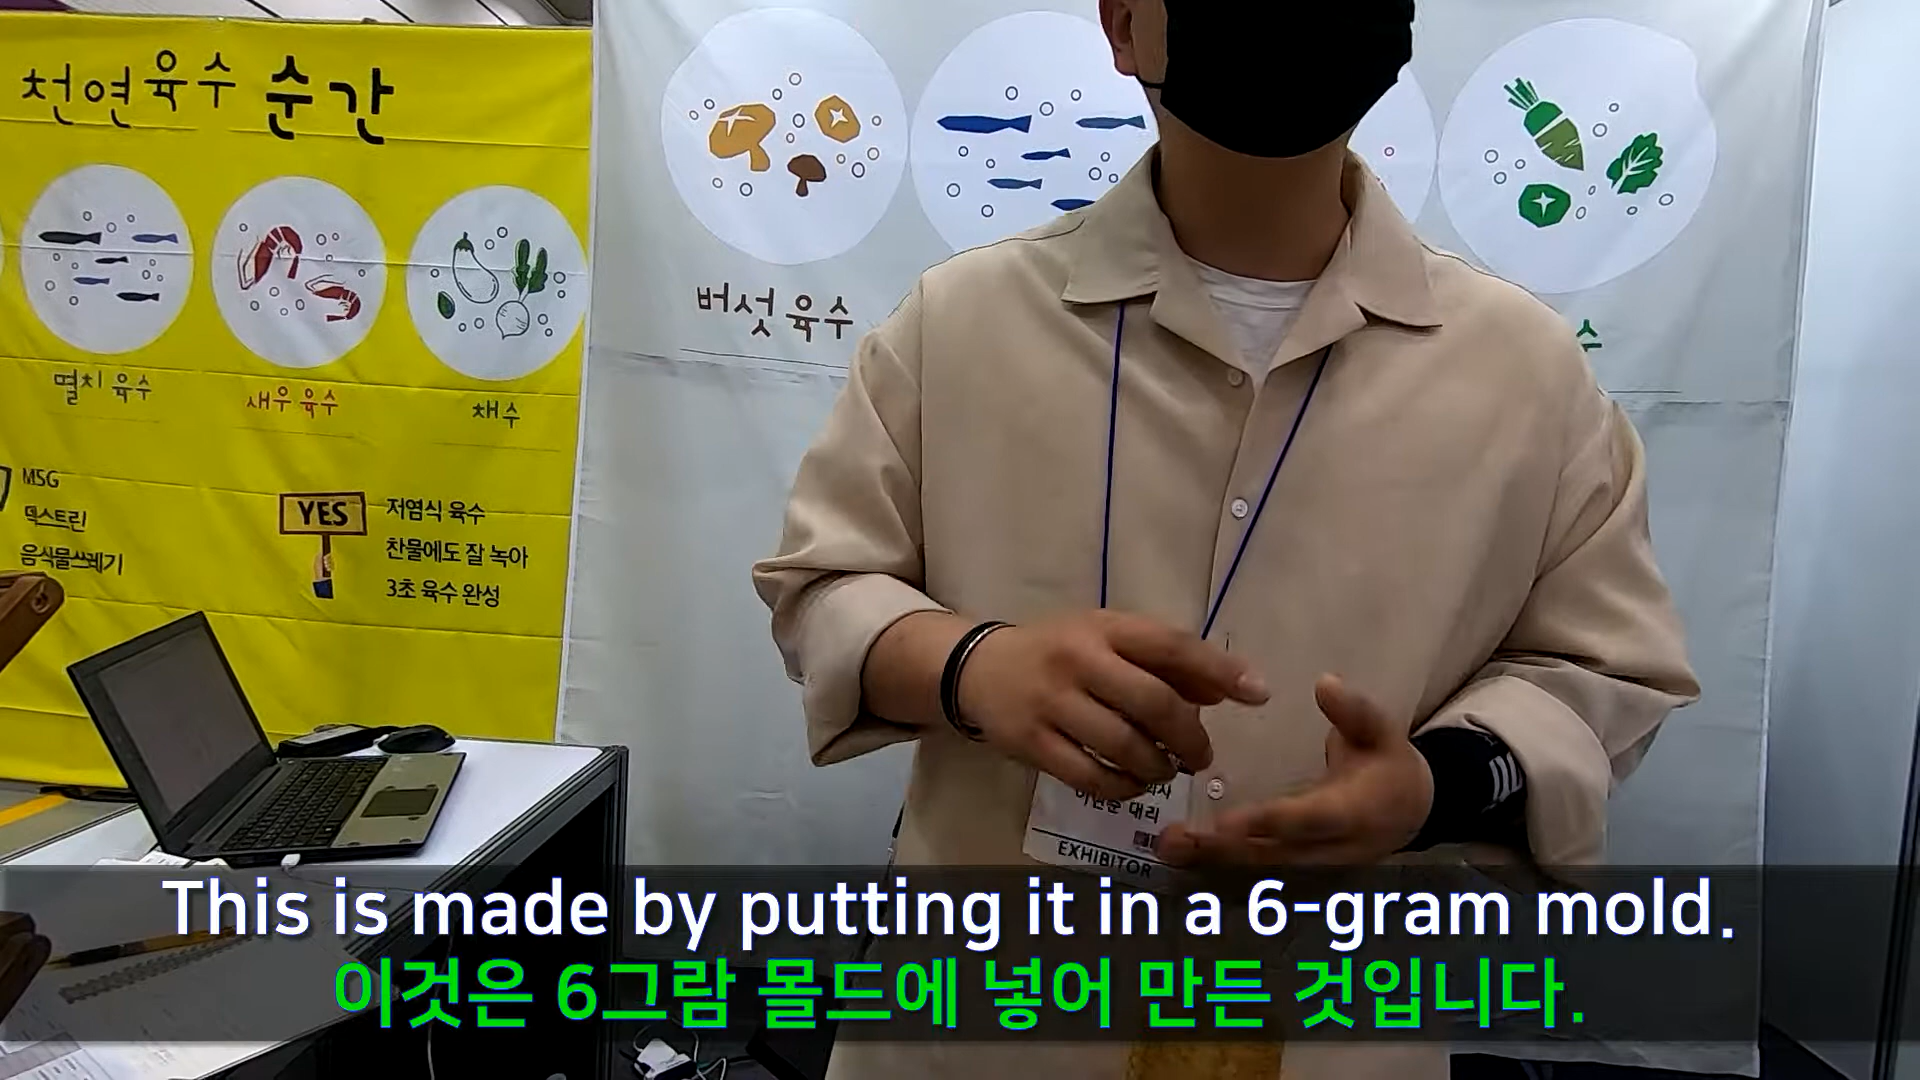 천연육수 순간
멸치 육수
새우 육수
채수
MSG
덱스트린
음식물쓰레기
YES
저염식 육수
찬물에도 잘 녹아
3초 육수 완성
버섯 육수
수
대리
EXHIBITOR
This is made by putting it in a 6-gram mold.
이것은 6그람 몰드에 넣어 만든 것입니다.